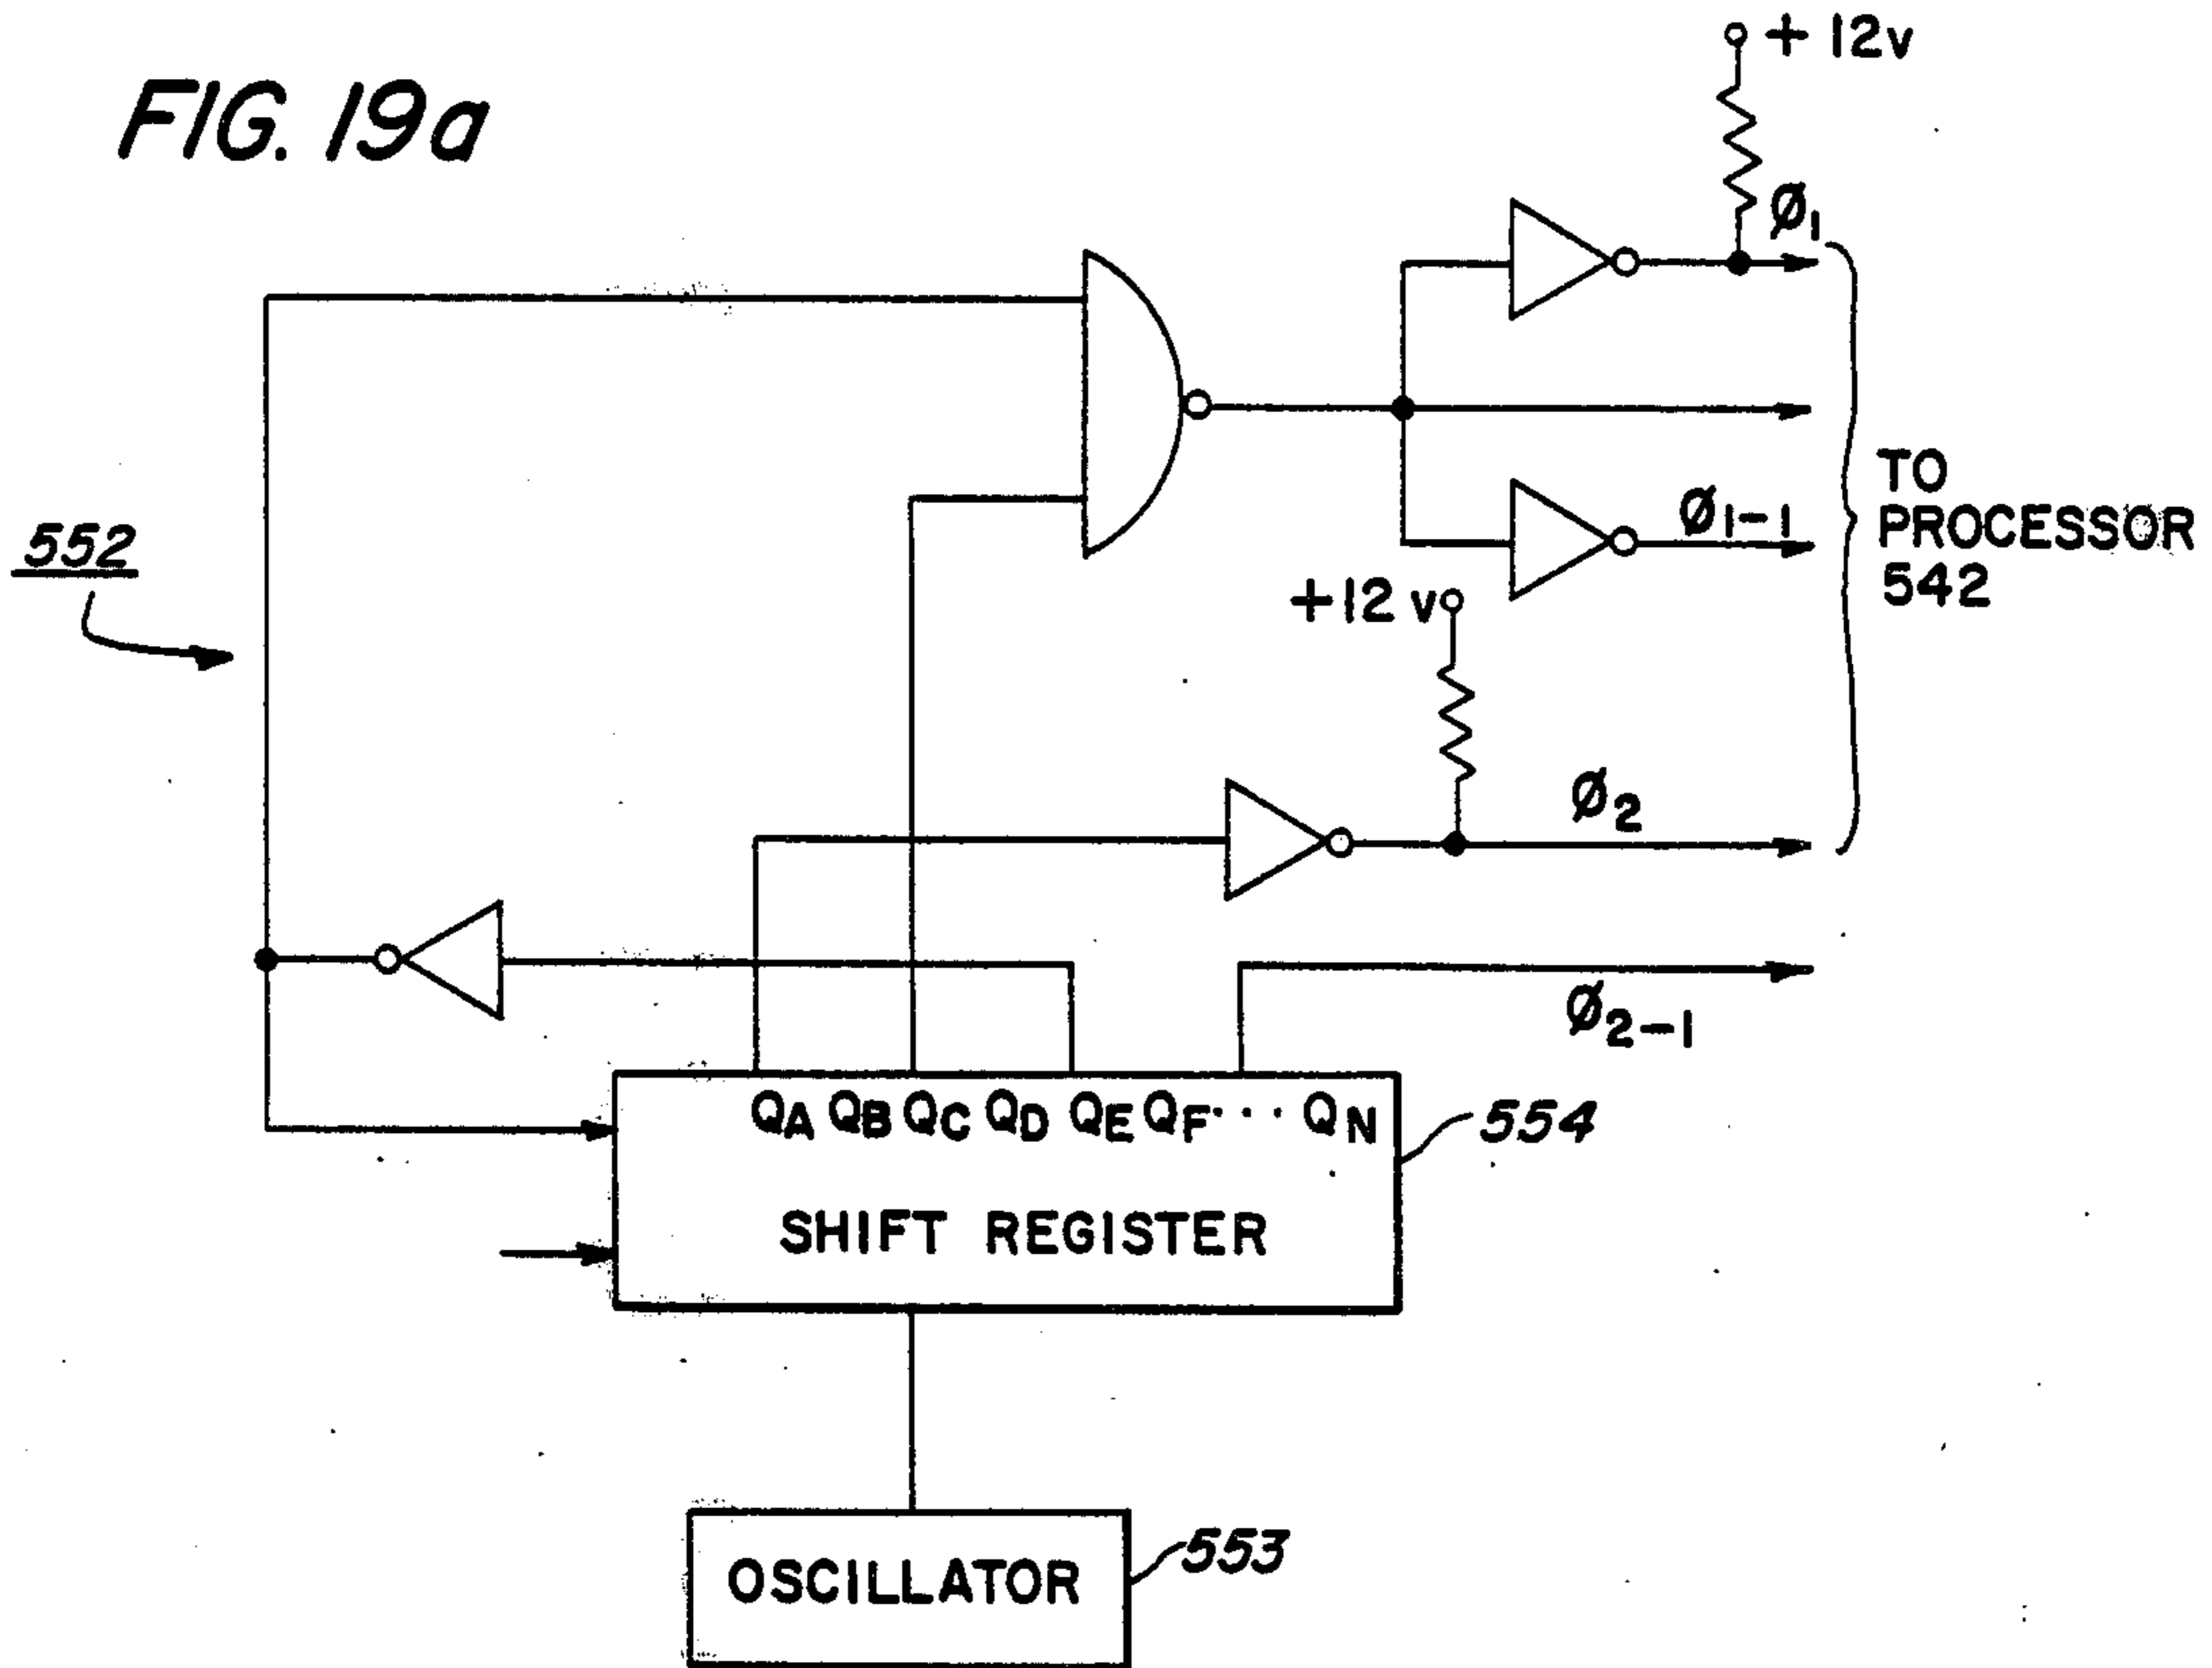 +12v
FIG. 19a
Ø1
TO
PROCESSOR
542
Ø1-1
552
+12 v
Ø2
Ø2-1
QA QB QC QD QE QF··· QN
554
SHIFT REGISTER
553
OSCILLATOR